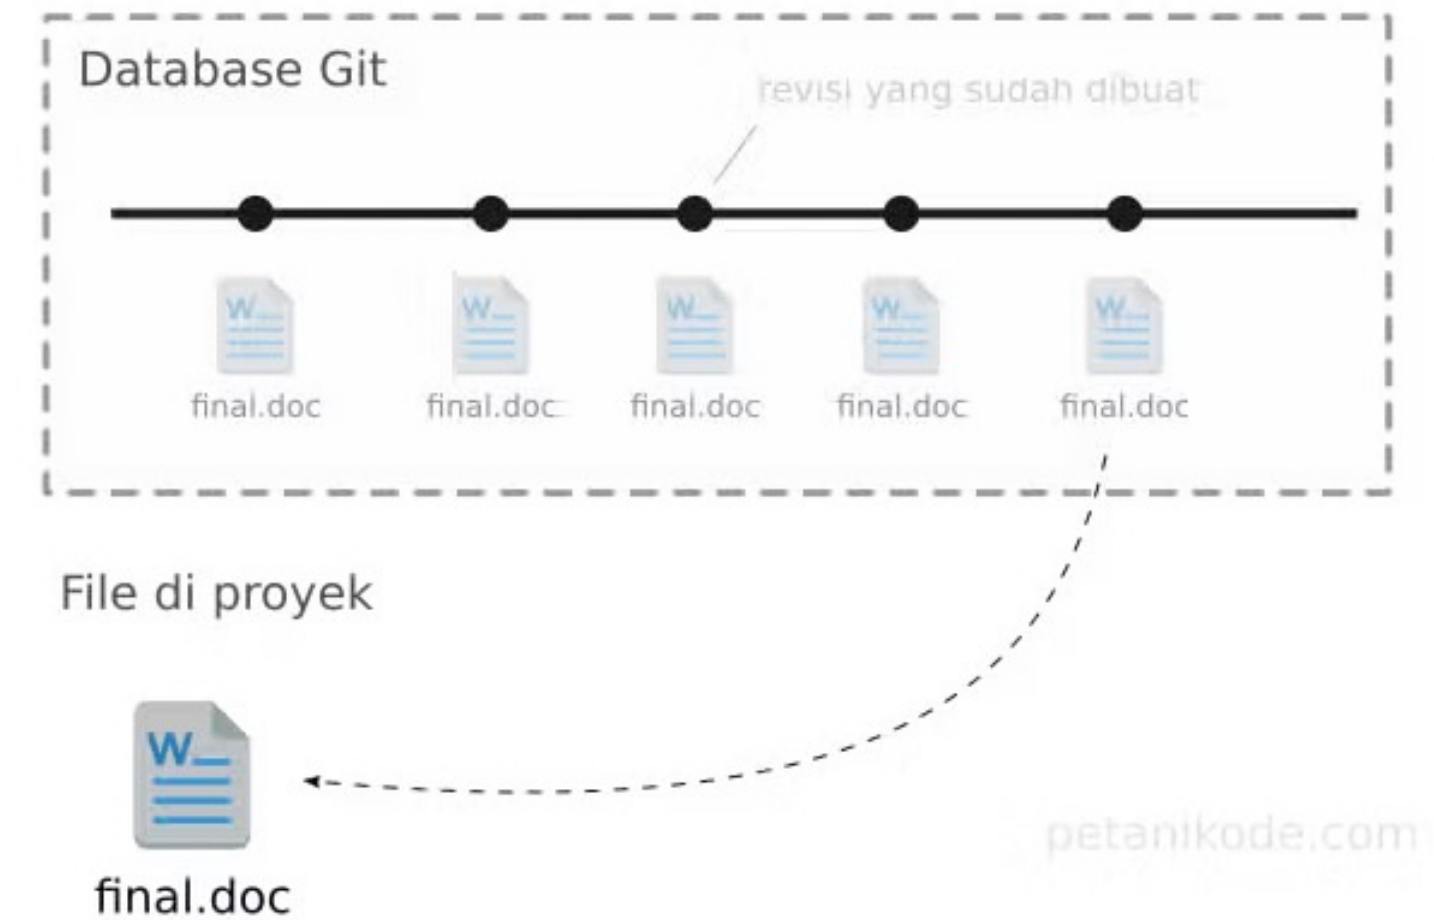 Database Git
revisi yang sudah dibuat
W
W
W
W
W
final.doc
final.doc
final.doc
final.doc
final.doc
File di proyek
W
final.doc
petanikode.com